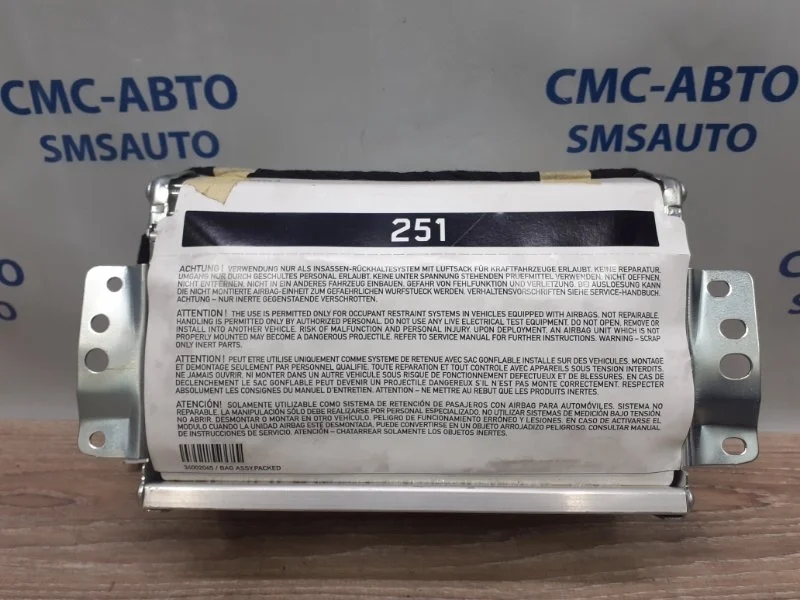 СМС-АВТО
SMSAUTO
СМС-АВТО
SMSAUTO
251
ACHTUNG ! VERWENDUNG NUR ALS INSASSEN-RÜCKHALTESYSTEM MIT LUFTSACK FÜR KRAFTFAHRZEUGE ERLAUBT. KEINE REPARATUR.
UMGANG NUR DURCH GESCHULTES PERSONAL ERLAUBT. KEINE UNTER SPANNUNG STEHENDEN PRUEFMITTEL VERWENDEN. NICHT OEFFNEN,
NICHT ENTFERNEN, NICHT IN EIN ANDERES FAHRZEUG EINBAUEN. GEFAHR VON FEHLFUNKTION UND VERLETZUNG. BEI AUSLOESUNG KANN
DIE NICHT MONTIERTE AIRBAG-EINHEIT ZUM GEFAEHRLICHEN WURFSTUECK WERDEN. VERHALTENSVORSCHRIFTEN SIEHE SERVICE-HANDBUCH.
ACHTUNG – NUR INERTE GEGENSTAENDE VERSCHROTTEN.
ATTENTION ! THE USE IS PERMITTED ONLY FOR OCCUPANT RESTRAINT SYSTEMS IN VEHICLES EQUIPPED WITH AIRBAGS. NOT REPAIRABLE.
HANDLING IS PERMITTED ONLY BY AUTHORIZED PERSONAL. DO NOT USE ANY LIVE ELECTRICAL TEST EQUIPMENT. DO NOT OPEN, REMOVE OR
INSTALL INTO ANOTHER VEHICLE. RISK OF MALFUNCTION AND PERSONAL INJURY. UPON DEPLOYMENT, AN AIRBAG UNIT WHICH IS NOT
PROPERLY MOUNTED MAY BECOME A DANGEROUS PROJECTILE. REFER TO SERVICE MANUAL FOR FURTHER INSTRUCTIONS. WARNING – SCRAP
ONLY INERT PARTS.
ATTENTION ! PEUT ETRE UTILISE UNIQUEMENT COMME SYSTEME DE RETENUE AVEC SAC GONFLABLE INSTALLE SUR DES VEHICULES. MONTAGE
ET DEMONTAGE SEULEMENT PAR PERSONNEL QUALIFIE. TOUTE REPARATION ET TOUT CONTROLE AVEC APPAREILS SOUS TENSION INTERDITS.
NE JAMAIS OUVRIR, NI MONTER DANS UN AUTRE VEHICULE SOUS RISQUE DE FONCTIONNEMENT DEFECTUEUX ET DE BLESSURES. EN CAS DE
DECLENCHEMENT LE SAC GONFLABLE PEUT DEVENIR UN PROJECTILE DANGEREUX S'IL N'EST PAS MONTE CORRECTEMENT. RESPECTER
ABSOLUMENT LES CONSIGNES DU MANUEL D'ENTRETIEN. ATTENTION – NE METTRE AU REBUT QUE LES PRODUITS INERTES.
ATENCIÓN! SOLAMENTE UTILIZABLE COMO SISTEMA DE RETENCIÓN DE PASAJEROS CON AIRBAG PARA AUTOMÓVILES. SISTEMA NO
REPARABLE. LA MANIPULACIÓN SÓLO DEBE REALIZARSE POR PERSONAL ESPECIALIZADO. NO UTILIZAR SISTEMAS DE MEDICIÓN BAJO TENSIÓN.
NO ABRIR, DESMONTAR O MONTAR EN OTRO VEHÍCULO. PELIGRO DE FUNCIONAMIENTO ERRÓNEO Y LESIONES. EN CASO DE ACTIVARSE EL
MODULO CUANDO LA UNIDAD AIRBAG ESTE DESMONTADA, PUEDE CONVERTIRSE EN UN OBJETO ARROJADIZO PELIGROSO. CONSULTAR MANUAL
DE INSTRUCCIONES DE SERVICIO. ATENCIÓN – CHATARREAR SOLAMENTE LOS OBJETOS INERTES.
34002065 / BAG ASSY.PACKED